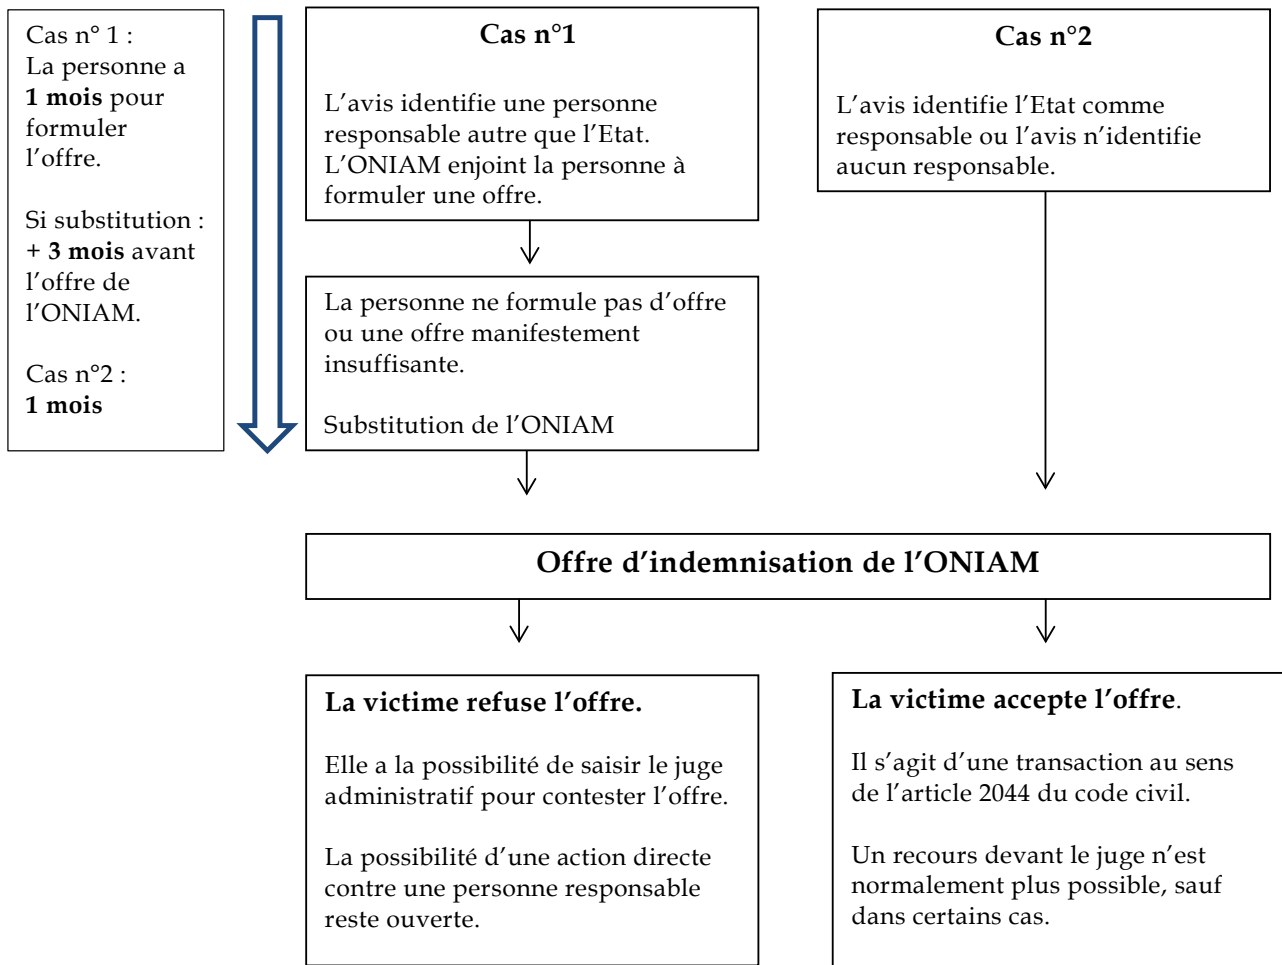 Cas n° 1 :
La personne a
1 mois pour
formuler
l’offre.
Si substitution :
+ 3 mois avant
l’offre de
l’ONIAM.
Cas n°2 :
1 mois
Cas n°1
L’avis identifie une personne
responsable autre que l’Etat.
L’ONIAM enjoint la personne à
formuler une offre.
Cas n°2
L’avis identifie l’Etat comme
responsable ou l’avis n’identifie
aucun responsable.
La personne ne formule pas d’offre
ou une offre manifestement
insuffisante.
Substitution de l’ONIAM
Offre d’indemnisation de l’ONIAM
La victime refuse l’offre.
Elle a la possibilité de saisir le juge
administratif pour contester l’offre.
La possibilité d’une action directe
contre une personne responsable
reste ouverte.
La victime accepte l’offre.
Il s’agit d’une transaction au sens
de l’article 2044 du code civil.
Un recours devant le juge n’est
normalement plus possible, sauf
dans certains cas.